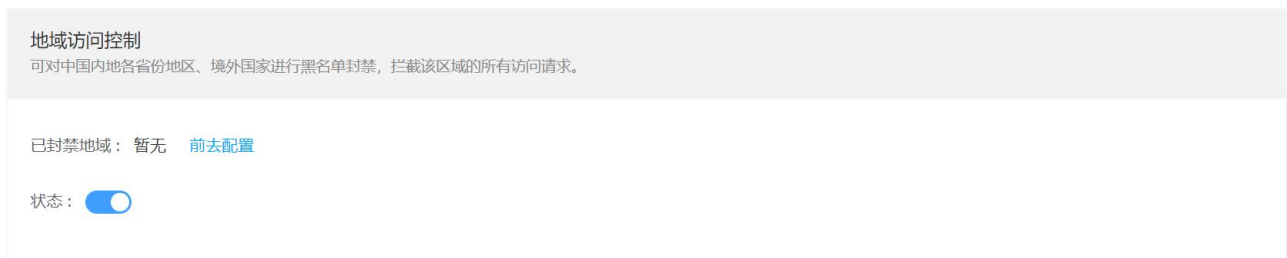 地域访问控制
可对中国内地各省份地区、境外国家进行黑名单封禁，拦截该区域的所有访问请求。
已封禁地域： 暂无 前去配置
状态：